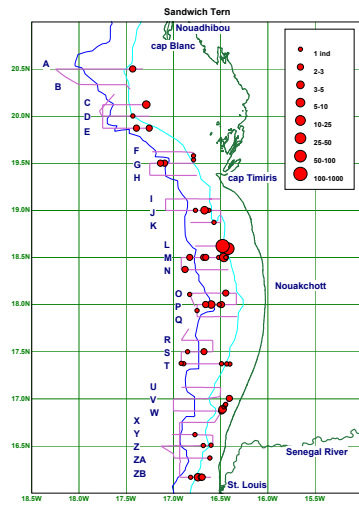 Sandwich Tern
Nouadhibou
cap Blanc
1 ind
2-3
3-5
5-10
10-25
25-50
50-100
100-1000
20.5N
A
B
C
20.0N
D
E
F
19.5N
G
H
cap Timiris
I
19.0N
J
K
L
18.5N
M
N
Nouakchott
O
18.0N
P
Q
R
17.5N
S
T
U
17.0N
V
W
X
Y
16.5N
Z
Senegal River
ZA
ZB
St. Louis
18.5W
17.5W
17.0W
16.5W
16.0W
15.0W